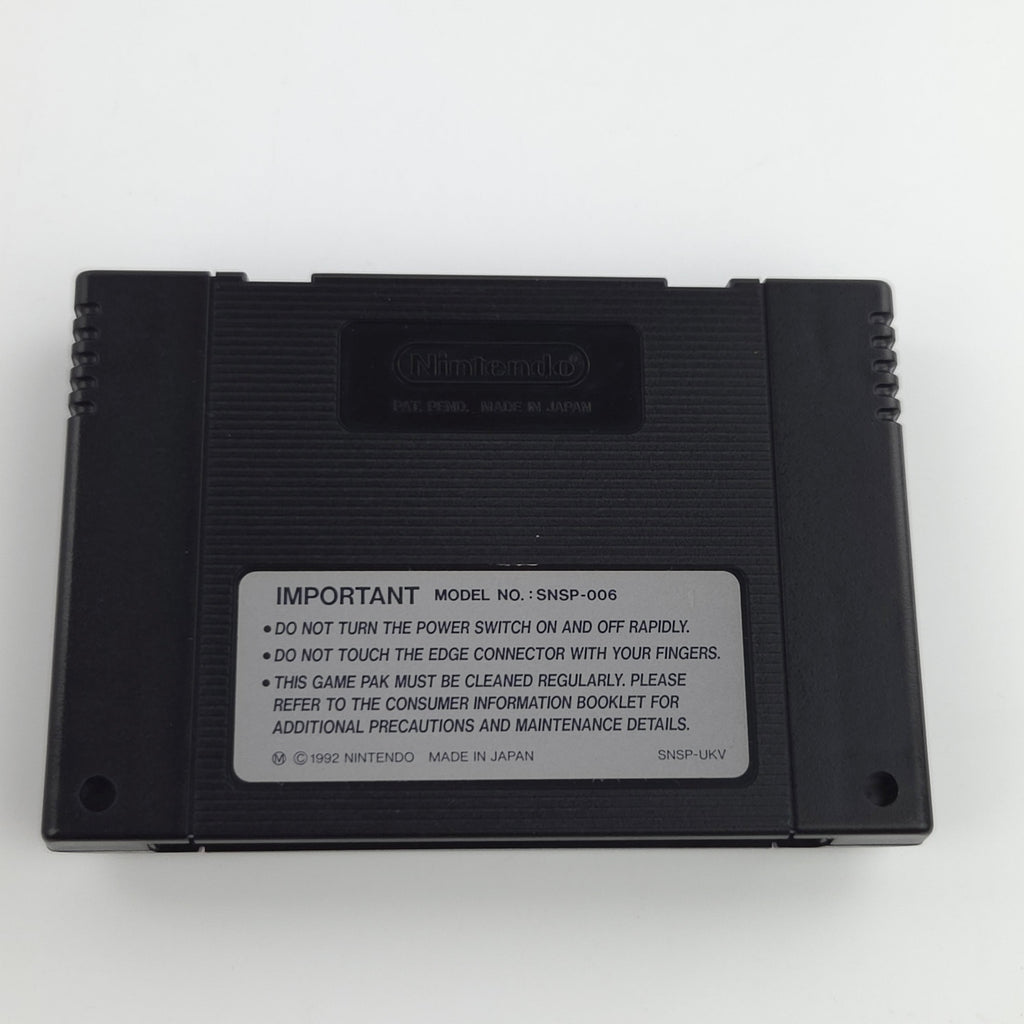 Nintendo®
PAT. PEND. MADE IN JAPAN
IMPORTANT MODEL NO. : SNSP-006
• DO NOT TURN THE POWER SWITCH ON AND OFF RAPIDLY.
• DO NOT TOUCH THE EDGE CONNECTOR WITH YOUR FINGERS.
• THIS GAME PAK MUST BE CLEANED REGULARLY. PLEASE
REFER TO THE CONSUMER INFORMATION BOOKLET FOR
ADDITIONAL PRECAUTIONS AND MAINTENANCE DETAILS.
Ⓜ ©1992 NINTENDO MADE IN JAPAN SNSP-UKV